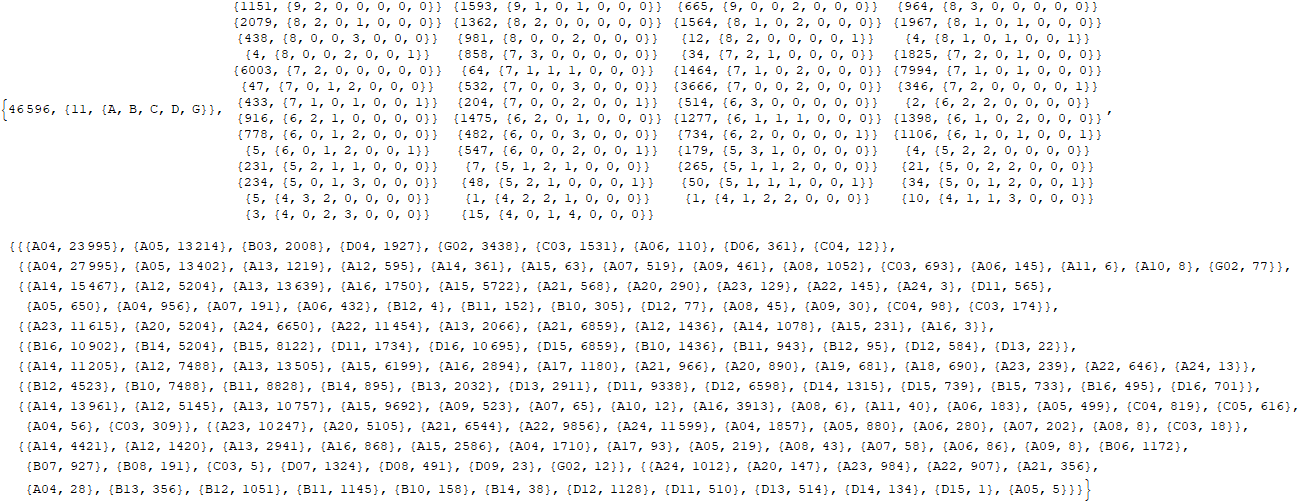 {1151, {9, 2, 0, 0, 0, 0, 0}} {1593, {9, 1, 0, 1, 0, 0, 0}} {665, {9, 0, 0, 2, 0, 0, 0}} {964, {8, 3, 0, 0, 0, 0, 0}}
{2079, {8, 2, 0, 1, 0, 0, 0}} {1362, {8, 2, 0, 0, 0, 0, 0}} {1564, {8, 1, 0, 2, 0, 0, 0}} {1967, {8, 1, 0, 1, 0, 0, 0}}
{438, {8, 0, 0, 3, 0, 0, 0}} {981, {8, 0, 0, 2, 0, 0, 0}} {12, {8, 2, 0, 0, 0, 0, 1}} {4, {8, 1, 0, 1, 0, 0, 1}}
{4, {8, 0, 0, 2, 0, 0, 1}} {858, {7, 3, 0, 0, 0, 0, 0}} {34, {7, 2, 1, 0, 0, 0, 0}} {1825, {7, 2, 0, 1, 0, 0, 0}}
{6003, {7, 2, 0, 0, 0, 0, 0}} {64, {7, 1, 1, 1, 0, 0, 0}} {1464, {7, 1, 0, 2, 0, 0, 0}} {7994, {7, 1, 0, 1, 0, 0, 0}}
{47, {7, 0, 1, 2, 0, 0, 0}} {532, {7, 0, 0, 3, 0, 0, 0}} {3666, {7, 0, 0, 2, 0, 0, 0}} {346, {7, 2, 0, 0, 0, 0, 1}}
{46 596, {11, {A, B, C, D, G}}, {433, {7, 1, 0, 1, 0, 0, 1}} {204, {7, 0, 0, 2, 0, 0, 1}} {514, {6, 3, 0, 0, 0, 0, 0}} {2, {6, 2, 2, 0, 0, 0, 0}} ,
{916, {6, 2, 1, 0, 0, 0, 0}} {1475, {6, 2, 0, 1, 0, 0, 0}} {1277, {6, 1, 1, 1, 0, 0, 0}} {1398, {6, 1, 0, 2, 0, 0, 0}}
{778, {6, 0, 1, 2, 0, 0, 0}} {482, {6, 0, 0, 3, 0, 0, 0}} {734, {6, 2, 0, 0, 0, 0, 1}} {1106, {6, 1, 0, 1, 0, 0, 1}}
{5, {6, 0, 1, 2, 0, 0, 1}} {547, {6, 0, 0, 2, 0, 0, 1}} {179, {5, 3, 1, 0, 0, 0, 0}} {4, {5, 2, 2, 0, 0, 0, 0}}
{231, {5, 2, 1, 1, 0, 0, 0}} {7, {5, 1, 2, 1, 0, 0, 0}} {265, {5, 1, 1, 2, 0, 0, 0}} {21, {5, 0, 2, 2, 0, 0, 0}}
{234, {5, 0, 1, 3, 0, 0, 0}} {48, {5, 2, 1, 0, 0, 0, 1}} {50, {5, 1, 1, 1, 0, 0, 1}} {34, {5, 0, 1, 2, 0, 0, 1}}
{5, {4, 3, 2, 0, 0, 0, 0}} {1, {4, 2, 2, 1, 0, 0, 0}} {1, {4, 1, 2, 2, 0, 0, 0}} {10, {4, 1, 1, 3, 0, 0, 0}}
{3, {4, 0, 2, 3, 0, 0, 0}} {15, {4, 0, 1, 4, 0, 0, 0}}
{{{A04, 23 995}, {A05, 13 214}, {B03, 2008}, {D04, 1927}, {G02, 3438}, {C03, 1531}, {A06, 110}, {D06, 361}, {C04, 12}},
{{A04, 27 995}, {A05, 13 402}, {A13, 1219}, {A12, 595}, {A14, 361}, {A15, 63}, {A07, 519}, {A09, 461}, {A08, 1052}, {C03, 693}, {A06, 145}, {A11, 6}, {A10, 8}, {G02, 77}},
{{A14, 15 467}, {A12, 5204}, {A13, 13 639}, {A16, 1750}, {A15, 5722}, {A21, 568}, {A20, 290}, {A23, 129}, {A22, 145}, {A24, 3}, {D11, 565},
{A05, 650}, {A04, 956}, {A07, 191}, {A06, 432}, {B12, 4}, {B11, 152}, {B10, 305}, {D12, 77}, {A08, 45}, {A09, 30}, {C04, 98}, {C03, 174}},
{{A23, 11 615}, {A20, 5204}, {A24, 6650}, {A22, 11 454}, {A13, 2066}, {A21, 6859}, {A12, 1436}, {A14, 1078}, {A15, 231}, {A16, 3}},
{{B16, 10 902}, {B14, 5204}, {B15, 8122}, {D11, 1734}, {D16, 10 695}, {D15, 6859}, {B10, 1436}, {B11, 943}, {B12, 95}, {D12, 584}, {D13, 22}},
{{A14, 11 205}, {A12, 7488}, {A13, 13 505}, {A15, 6199}, {A16, 2894}, {A17, 1180}, {A21, 966}, {A20, 890}, {A19, 681}, {A18, 690}, {A23, 239}, {A22, 646}, {A24, 13}},
{{B12, 4523}, {B10, 7488}, {B11, 8828}, {B14, 895}, {B13, 2032}, {D13, 2911}, {D11, 9338}, {D12, 6598}, {D14, 1315}, {D15, 739}, {B15, 733}, {B16, 495}, {D16, 701}},
{{A14, 13 961}, {A12, 5145}, {A13, 10 757}, {A15, 9692}, {A09, 523}, {A07, 65}, {A10, 12}, {A16, 3913}, {A08, 6}, {A11, 40}, {A06, 183}, {A05, 499}, {C04, 819}, {C05, 616},
{A04, 56}, {C03, 309}}, {{A23, 10 247}, {A20, 5105}, {A21, 6544}, {A22, 9856}, {A24, 11 599}, {A04, 1857}, {A05, 880}, {A06, 280}, {A07, 202}, {A08, 8}, {C03, 18}},
{{A14, 4421}, {A12, 1420}, {A13, 2941}, {A16, 868}, {A15, 2586}, {A04, 1710}, {A17, 93}, {A05, 219}, {A08, 43}, {A07, 58}, {A06, 86}, {A09, 8}, {B06, 1172},
{B07, 927}, {B08, 191}, {C03, 5}, {D07, 1324}, {D08, 491}, {D09, 23}, {G02, 12}}, {{A24, 1012}, {A20, 147}, {A23, 984}, {A22, 907}, {A21, 356},
{A04, 28}, {B13, 356}, {B12, 1051}, {B11, 1145}, {B10, 158}, {B14, 38}, {D12, 1128}, {D11, 510}, {D13, 514}, {D14, 134}, {D15, 1}, {A05, 5}}}}